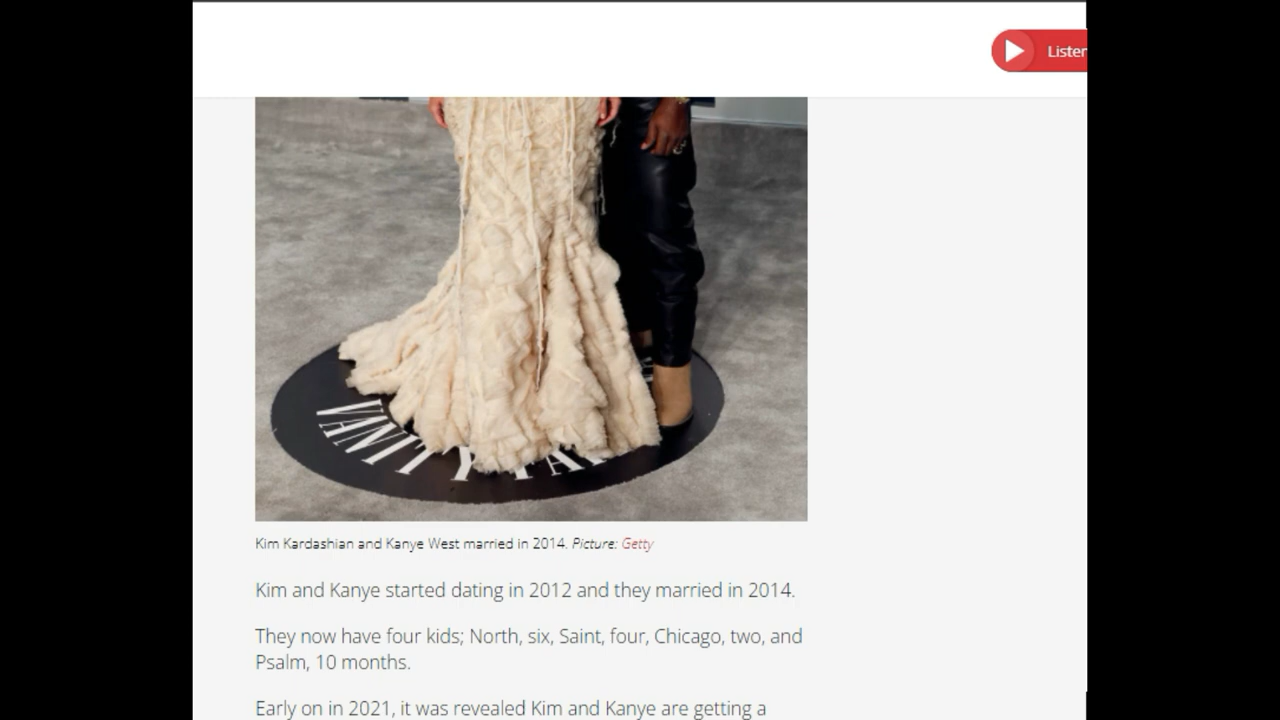 Listen
VANITY FAI
Kim Kardashian and Kanye West married in 2014. Picture: Getty
Kim and Kanye started dating in 2012 and they married in 2014.
They now have four kids; North, six, Saint, four, Chicago, two, and
Psalm, 10 months.
Early on in 2021, it was revealed Kim and Kanye are getting a